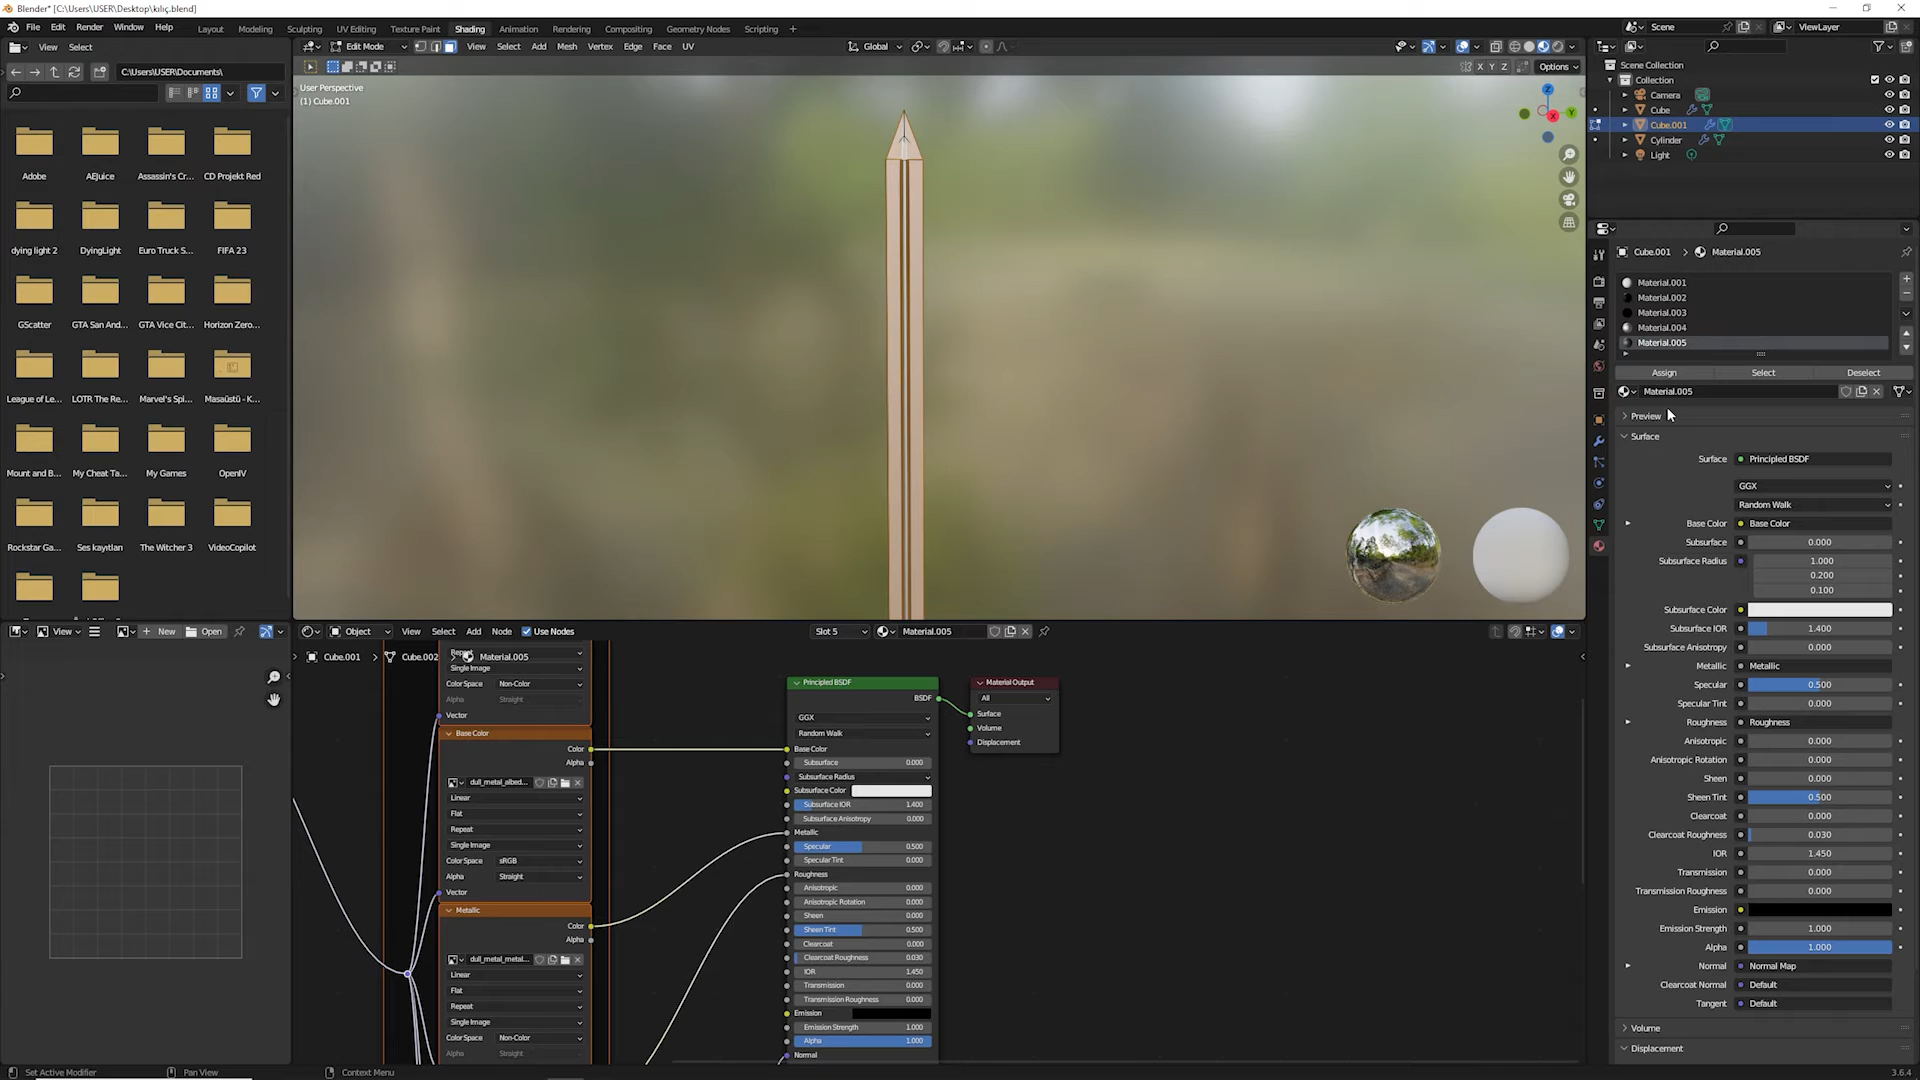 Blender* [C:\Users\USER\Desktop\kılıç.blend]
File Edit Render Window Help
Layout Modeling Sculpting UV Editing Texture Paint Shading Animation Rendering Compositing Geometry Nodes Scripting +
Scene
ViewLayer
View Select
Edit Mode
View Select Add Mesh Vertex Edge Face UV
Global
X Y Z
Options
C:\Users\USER\Documents\
User Perspective
(1) Cube.001
Z
Y
X
Adobe
AEJuice
Assassin's Cr...
CD Projekt Red
dying light 2
DyingLight
Euro Truck S...
FIFA 23
GScatter
GTA San And...
GTA Vice Cit...
Horizon Zero...
League of Le...
LOTR The Re...
Marvel's Spi...
Masaüstü - K...
Mount and B...
My Cheat Ta...
My Games
OpenIV
Rockstar Ga...
Ses kayıtları
The Witcher 3
VideoCopilot
Scene Collection
Collection
Camera
Cube
Cube.001
Cylinder
Light
Cube.001 > Material.005
Material.001
Material.002
Material.003
Material.004
Material.005
Assign
Select
Deselect
Material.005
Preview
Surface
Surface Principled BSDF
GGX
Random Walk
Base Color Base Color
Subsurface 0.000
Subsurface Radius 1.000
0.200
0.100
Subsurface Color
Subsurface IOR 1.400
Subsurface Anisotropy 0.000
Metallic Metallic
Specular 0.500
Specular Tint 0.000
Roughness Roughness
Anisotropic 0.000
Anisotropic Rotation 0.000
Sheen 0.000
Sheen Tint 0.500
Clearcoat 0.000
Clearcoat Roughness 0.030
IOR 1.450
Transmission 0.000
Transmission Roughness 0.000
Emission
Emission Strength 1.000
Alpha 1.000
Normal Normal Map
Clearcoat Normal Default
Tangent Default
Volume
Displacement
View
+ New
Open
Object
View Select Add Node Use Nodes
Slot 5
Material.005
Cube.001 > Cube.002 > Material.005
Repeat
Single Image
Color Space Non-Color
Alpha Straight
Vector
Base Color
Color
Alpha
dull_metal_albed...
Linear
Flat
Repeat
Single Image
Color Space sRGB
Alpha Straight
Vector
Metallic
Color
Alpha
dull_metal_metal...
Linear
Flat
Repeat
Single Image
Color Space Non-Color
Alpha Straight
Principled BSDF
BSDF
GGX
Random Walk
Base Color
Subsurface 0.000
Subsurface Radius
Subsurface Color
Subsurface IOR 1.400
Subsurface Anisotropy 0.000
Metallic
Specular 0.500
Specular Tint 0.000
Roughness
Anisotropic 0.000
Anisotropic Rotation 0.000
Sheen 0.000
Sheen Tint 0.500
Clearcoat 0.000
Clearcoat Roughness 0.030
IOR 1.450
Transmission 0.000
Transmission Roughness 0.000
Emission
Emission Strength 1.000
Alpha 1.000
Normal
Material Output
All
Surface
Volume
Displacement
Set Active Modifier
Pan View
Context Menu
3.6.4